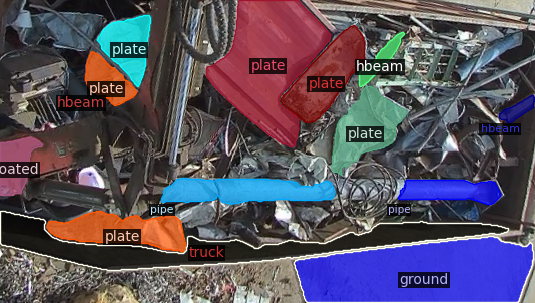 plate
plate
hbeam
plate
plate
hbeam
hbeam
plate
oated
pipe
pipe
plate
truck
ground